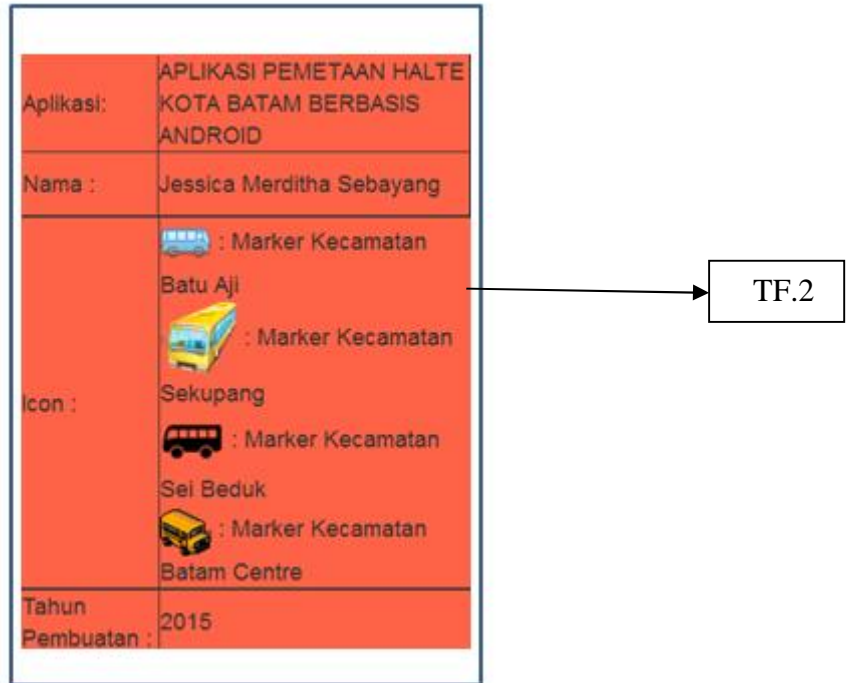 Aplikasi:
APLIKASI PEMETAAN HALTE
KOTA BATAM BERBASIS
ANDROID
Nama :
Jessica Merditha Sebayang
Icon :
: Marker Kecamatan
Batu Aji
: Marker Kecamatan
Sekupang
: Marker Kecamatan
Sei Beduk
: Marker Kecamatan
Batam Centre
Tahun
Pembuatan :
2015
TF.2